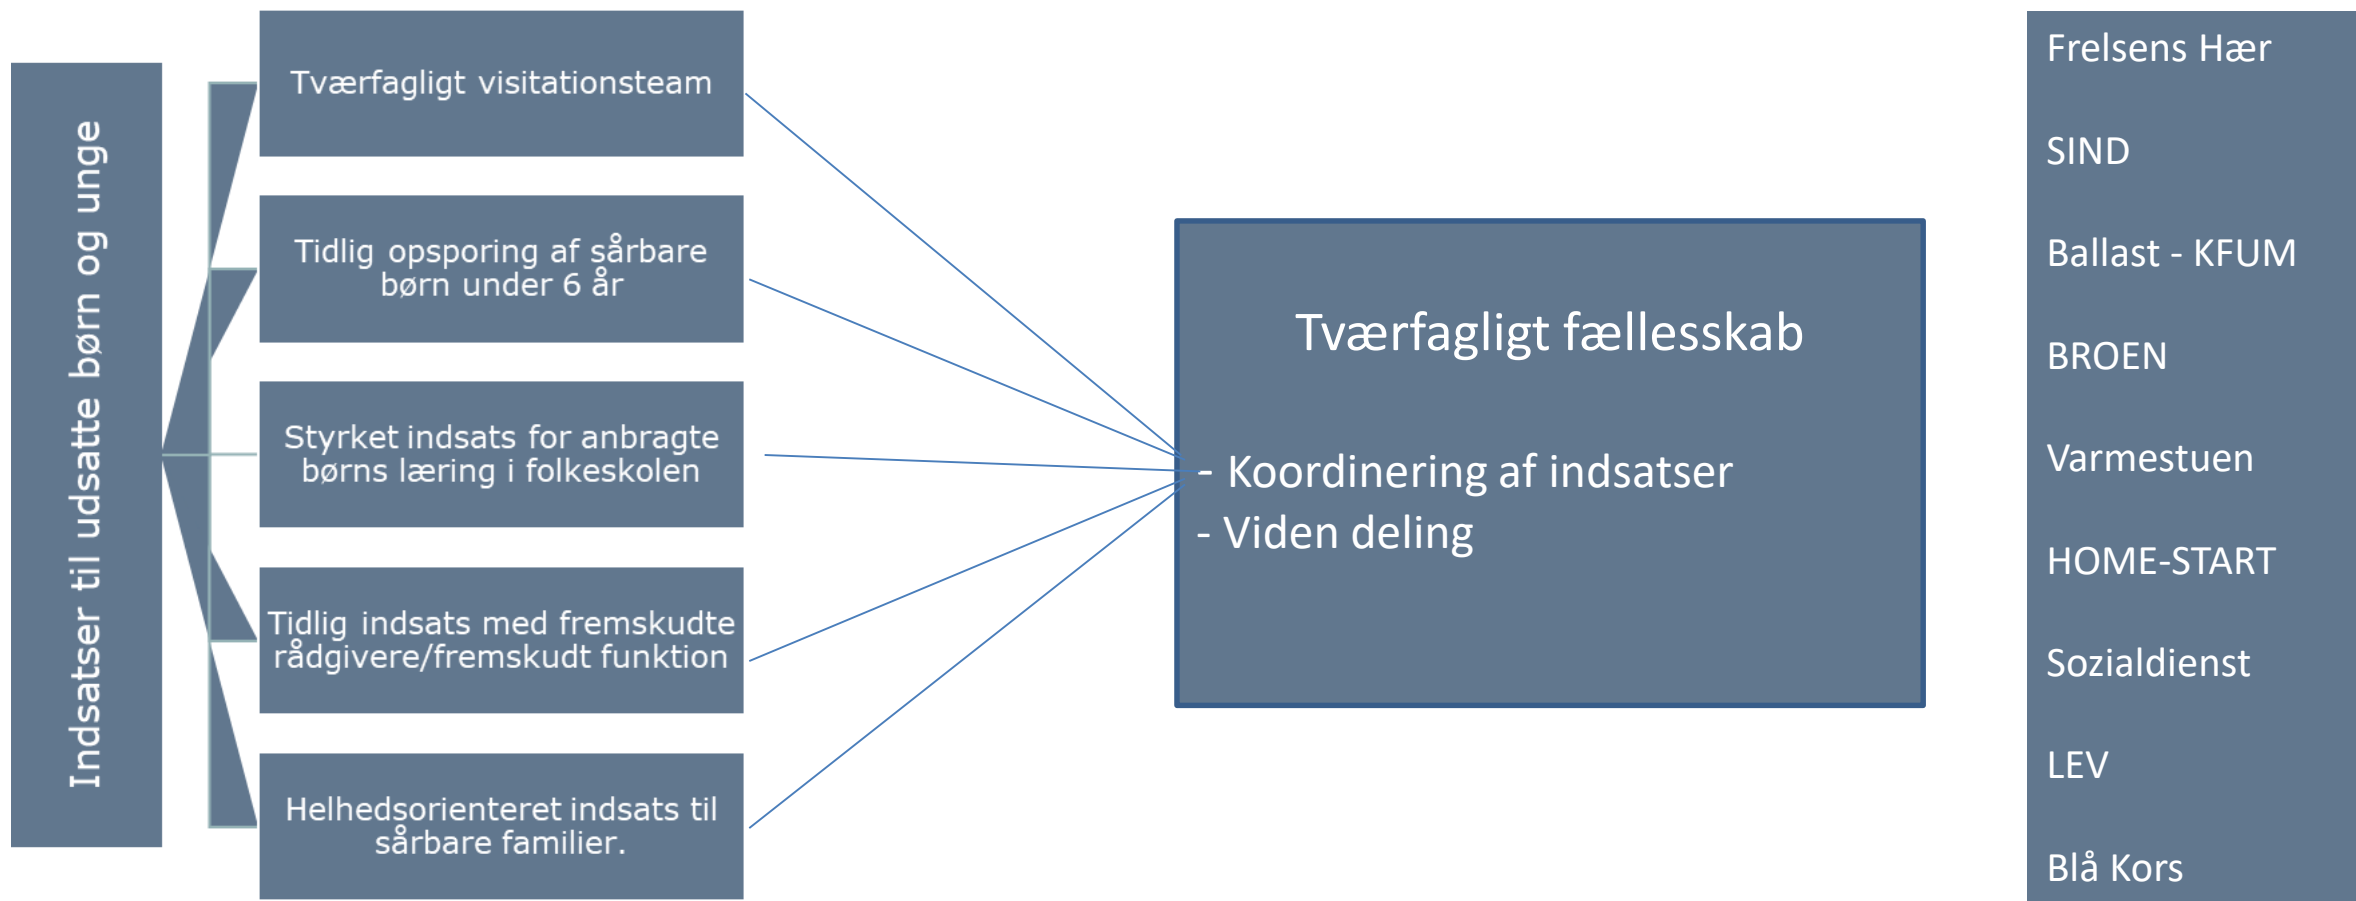 Indsatser til udsatte børn og unge
Tværfagligt visitationsteam
Tidlig opsporing af sårbare
børn under 6 år
Styrket indsats for anbragte
børns læring i folkeskolen
Tidlig indsats med fremskudte
rådgivere/fremskudt funktion
Helhedsorienteret indsats til
sårbare familier.
Tværfagligt fællesskab
- Koordinering af indsatser
- Viden deling
Frelsens Hær
SIND
Ballast - KFUM
BROEN
Varmestuen
HOME-START
Sozialdienst
LEV
Blå Kors